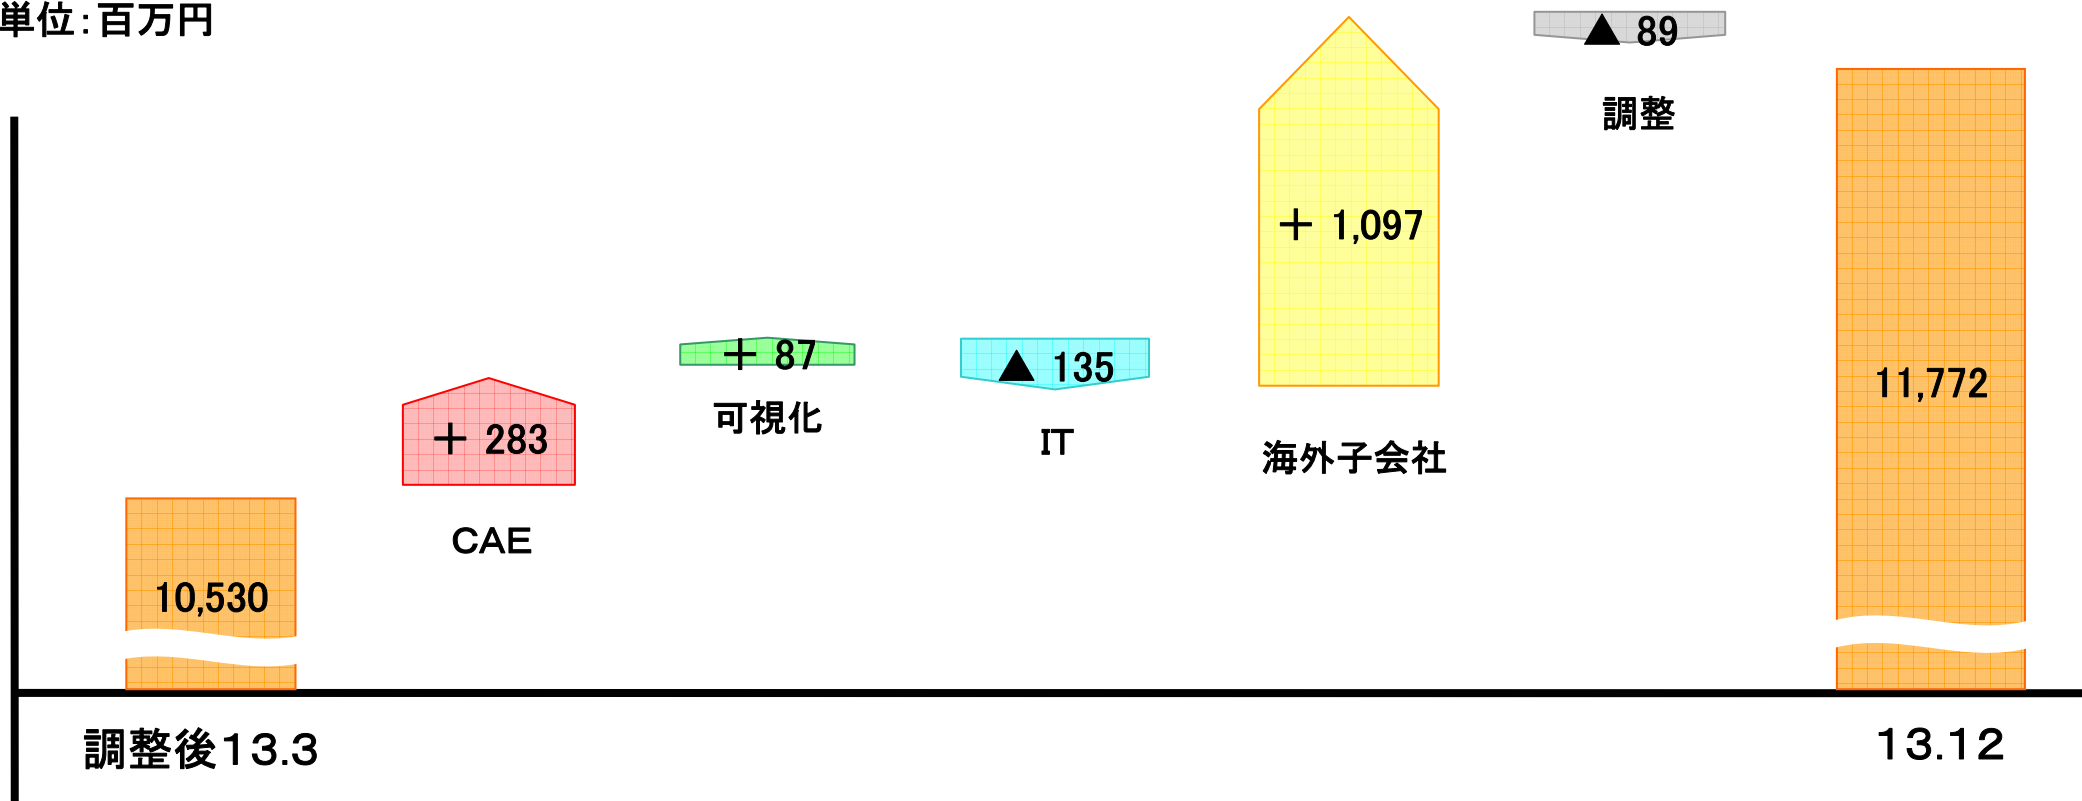 単位：百万円
10,530
＋ 283
CAE
＋ 87
可視化
▲ 135
IT
＋ 1,097
海外子会社
▲ 89
調整
11,772
調整後13.3
13.12